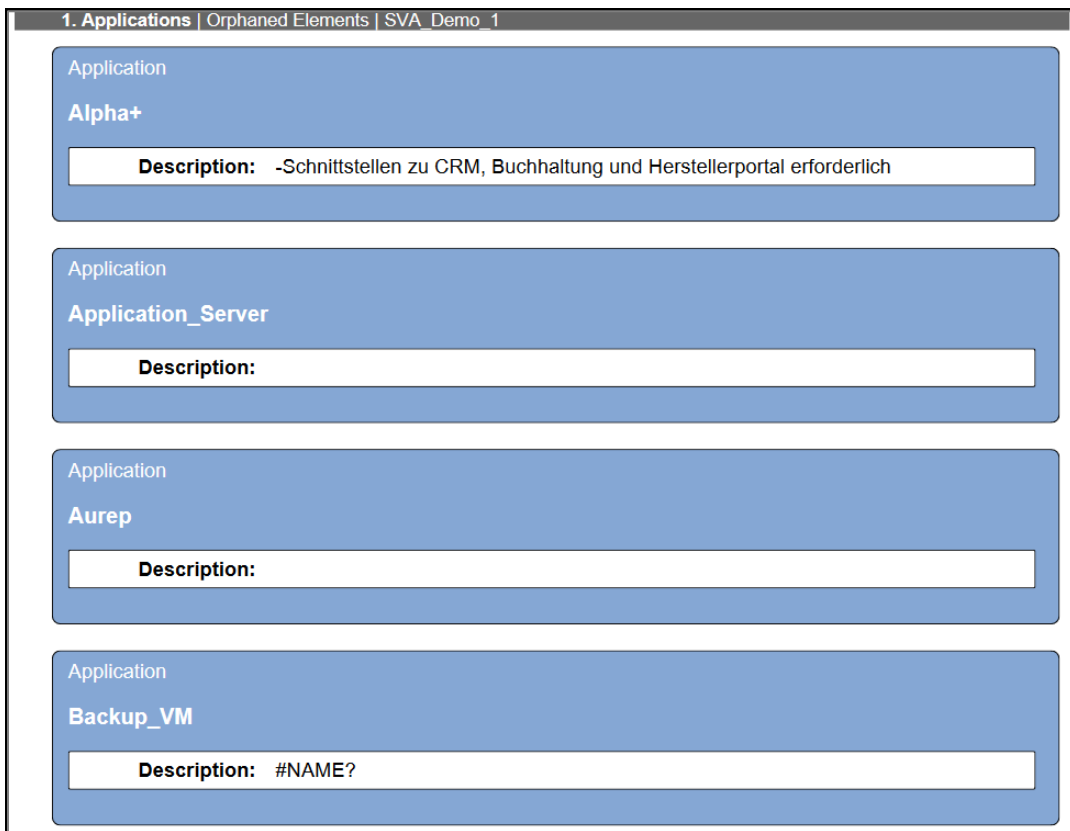 1. Applications | Orphaned Elements | SVA_Demo_1
Application
Alpha+
Description: -Schnittstellen zu CRM, Buchhaltung und Herstellerportal erforderlich
Application
Application_Server
Description:
Application
Aurep
Description:
Application
Backup_VM
Description: #NAME?